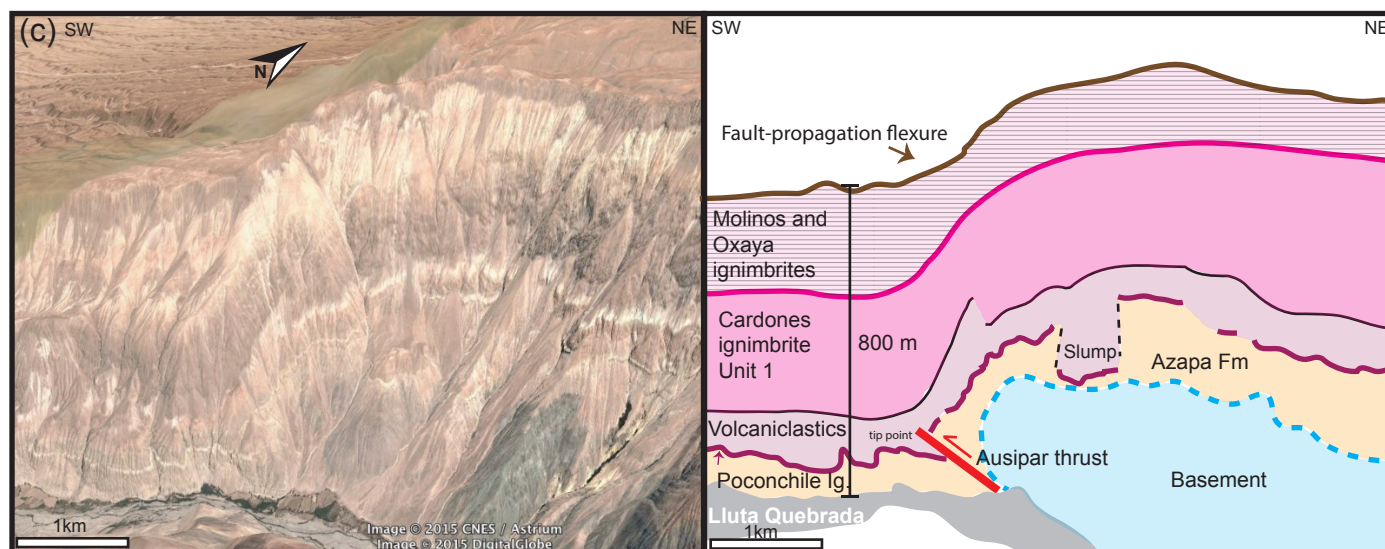 (c) SW
NE
N
1km
Image © 2015 CNES / Astrium
Image © 2015 DigitalGlobe
SW
NE
Fault-propagation flexure
Molinos and
Oxaya
ignimbrites
Cardones
ignimbrite
Unit 1
800 m
Slump
Azapa Fm
Volcaniclastics
tip point
Ausipar thrust
Poconchile Ig.
Basement
Lluta Quebrada
1km